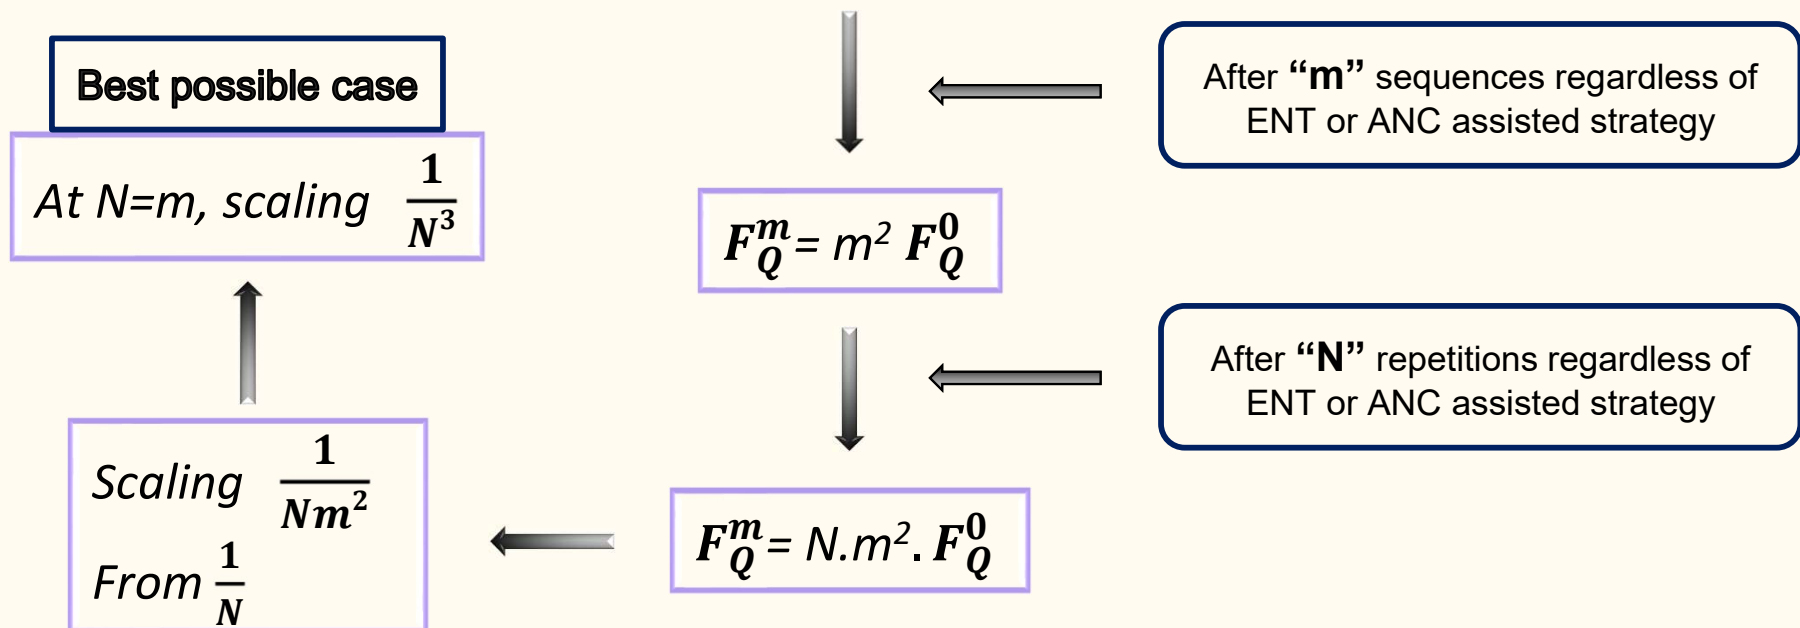 Best possible case
At N=m, scaling 1/N³
After “m” sequences regardless of
ENT or ANC assisted strategy
F_Q^m = m² F_Q^0
After “N” repetitions regardless of
ENT or ANC assisted strategy
Scaling 1/Nm²
From 1/N
F_Q^m = N.m². F_Q^0